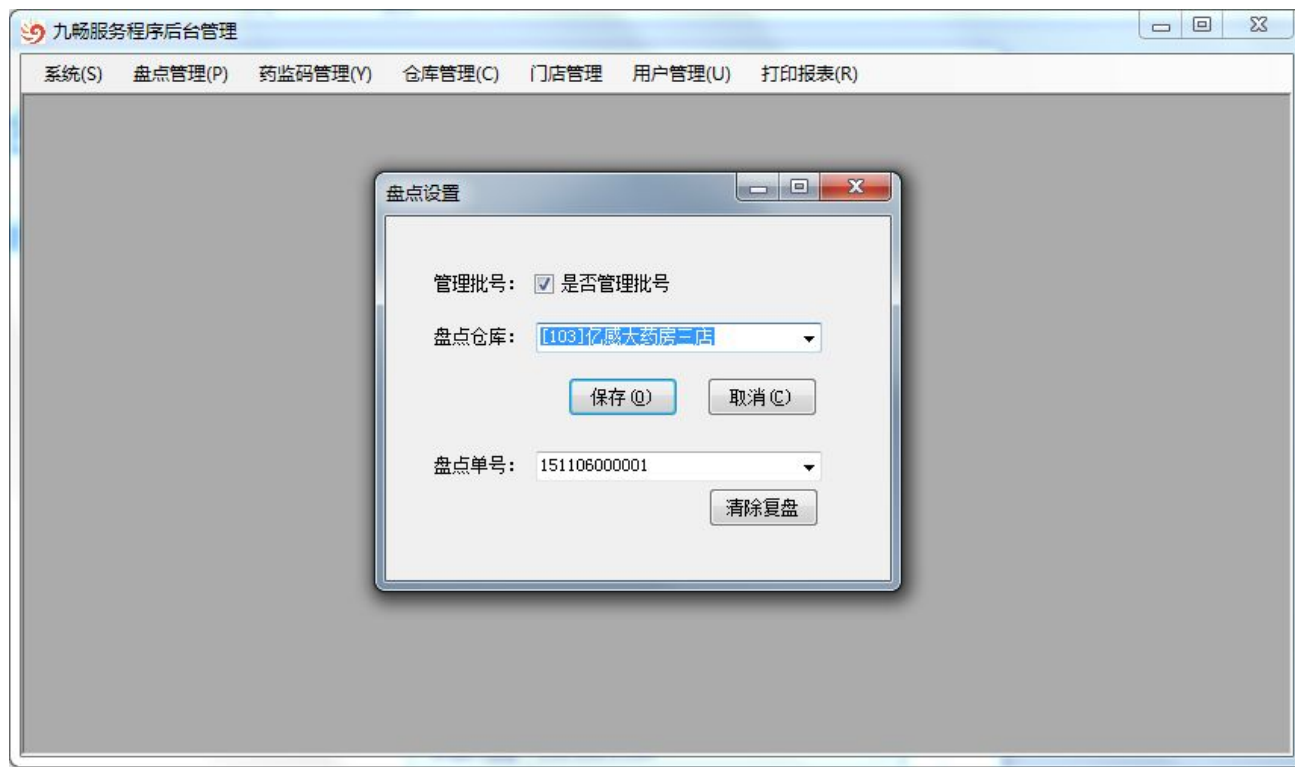 九畅服务程序后台管理
系统(S) 盘点管理(P) 药监码管理(Y) 仓库管理(C) 门店管理 用户管理(U) 打印报表(R)
盘点设置
管理批号： 是否管理批号
盘点仓库： [103]亿感大药房三店
保存(O) 取消(C)
盘点单号： 151106000001
清除复盘